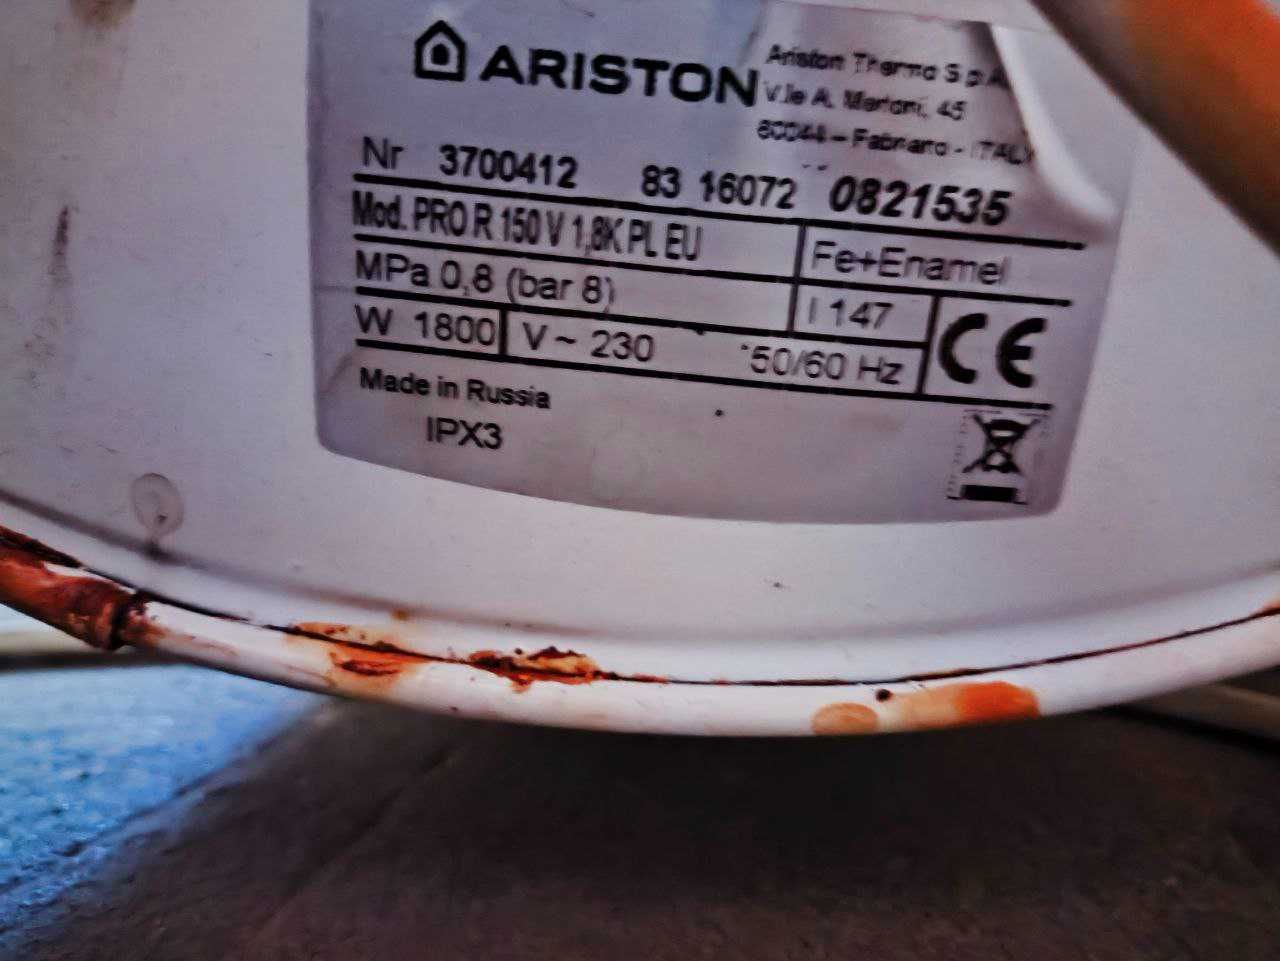 ARISTON
Ariston Thermo S.p.A
V.le A. Merloni, 45
60044 – Fabriano - ITALY
Nr 3700412 83 16072 0821535
Mod. PRO R 150 V 1,8K PL EU
Fe+Enamel
MPa 0,8 (bar 8)
l 147
W 1800 V ~ 230 50/60 Hz
CE
Made in Russia
IPX3